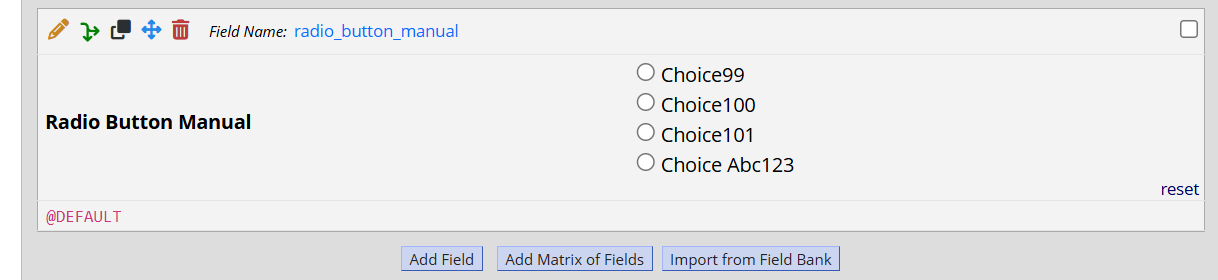 Field Name: radio_button_manual
Radio Button Manual
Choice99
Choice100
Choice101
Choice Abc123
reset
@DEFAULT
Add Field Add Matrix of Fields Import from Field Bank